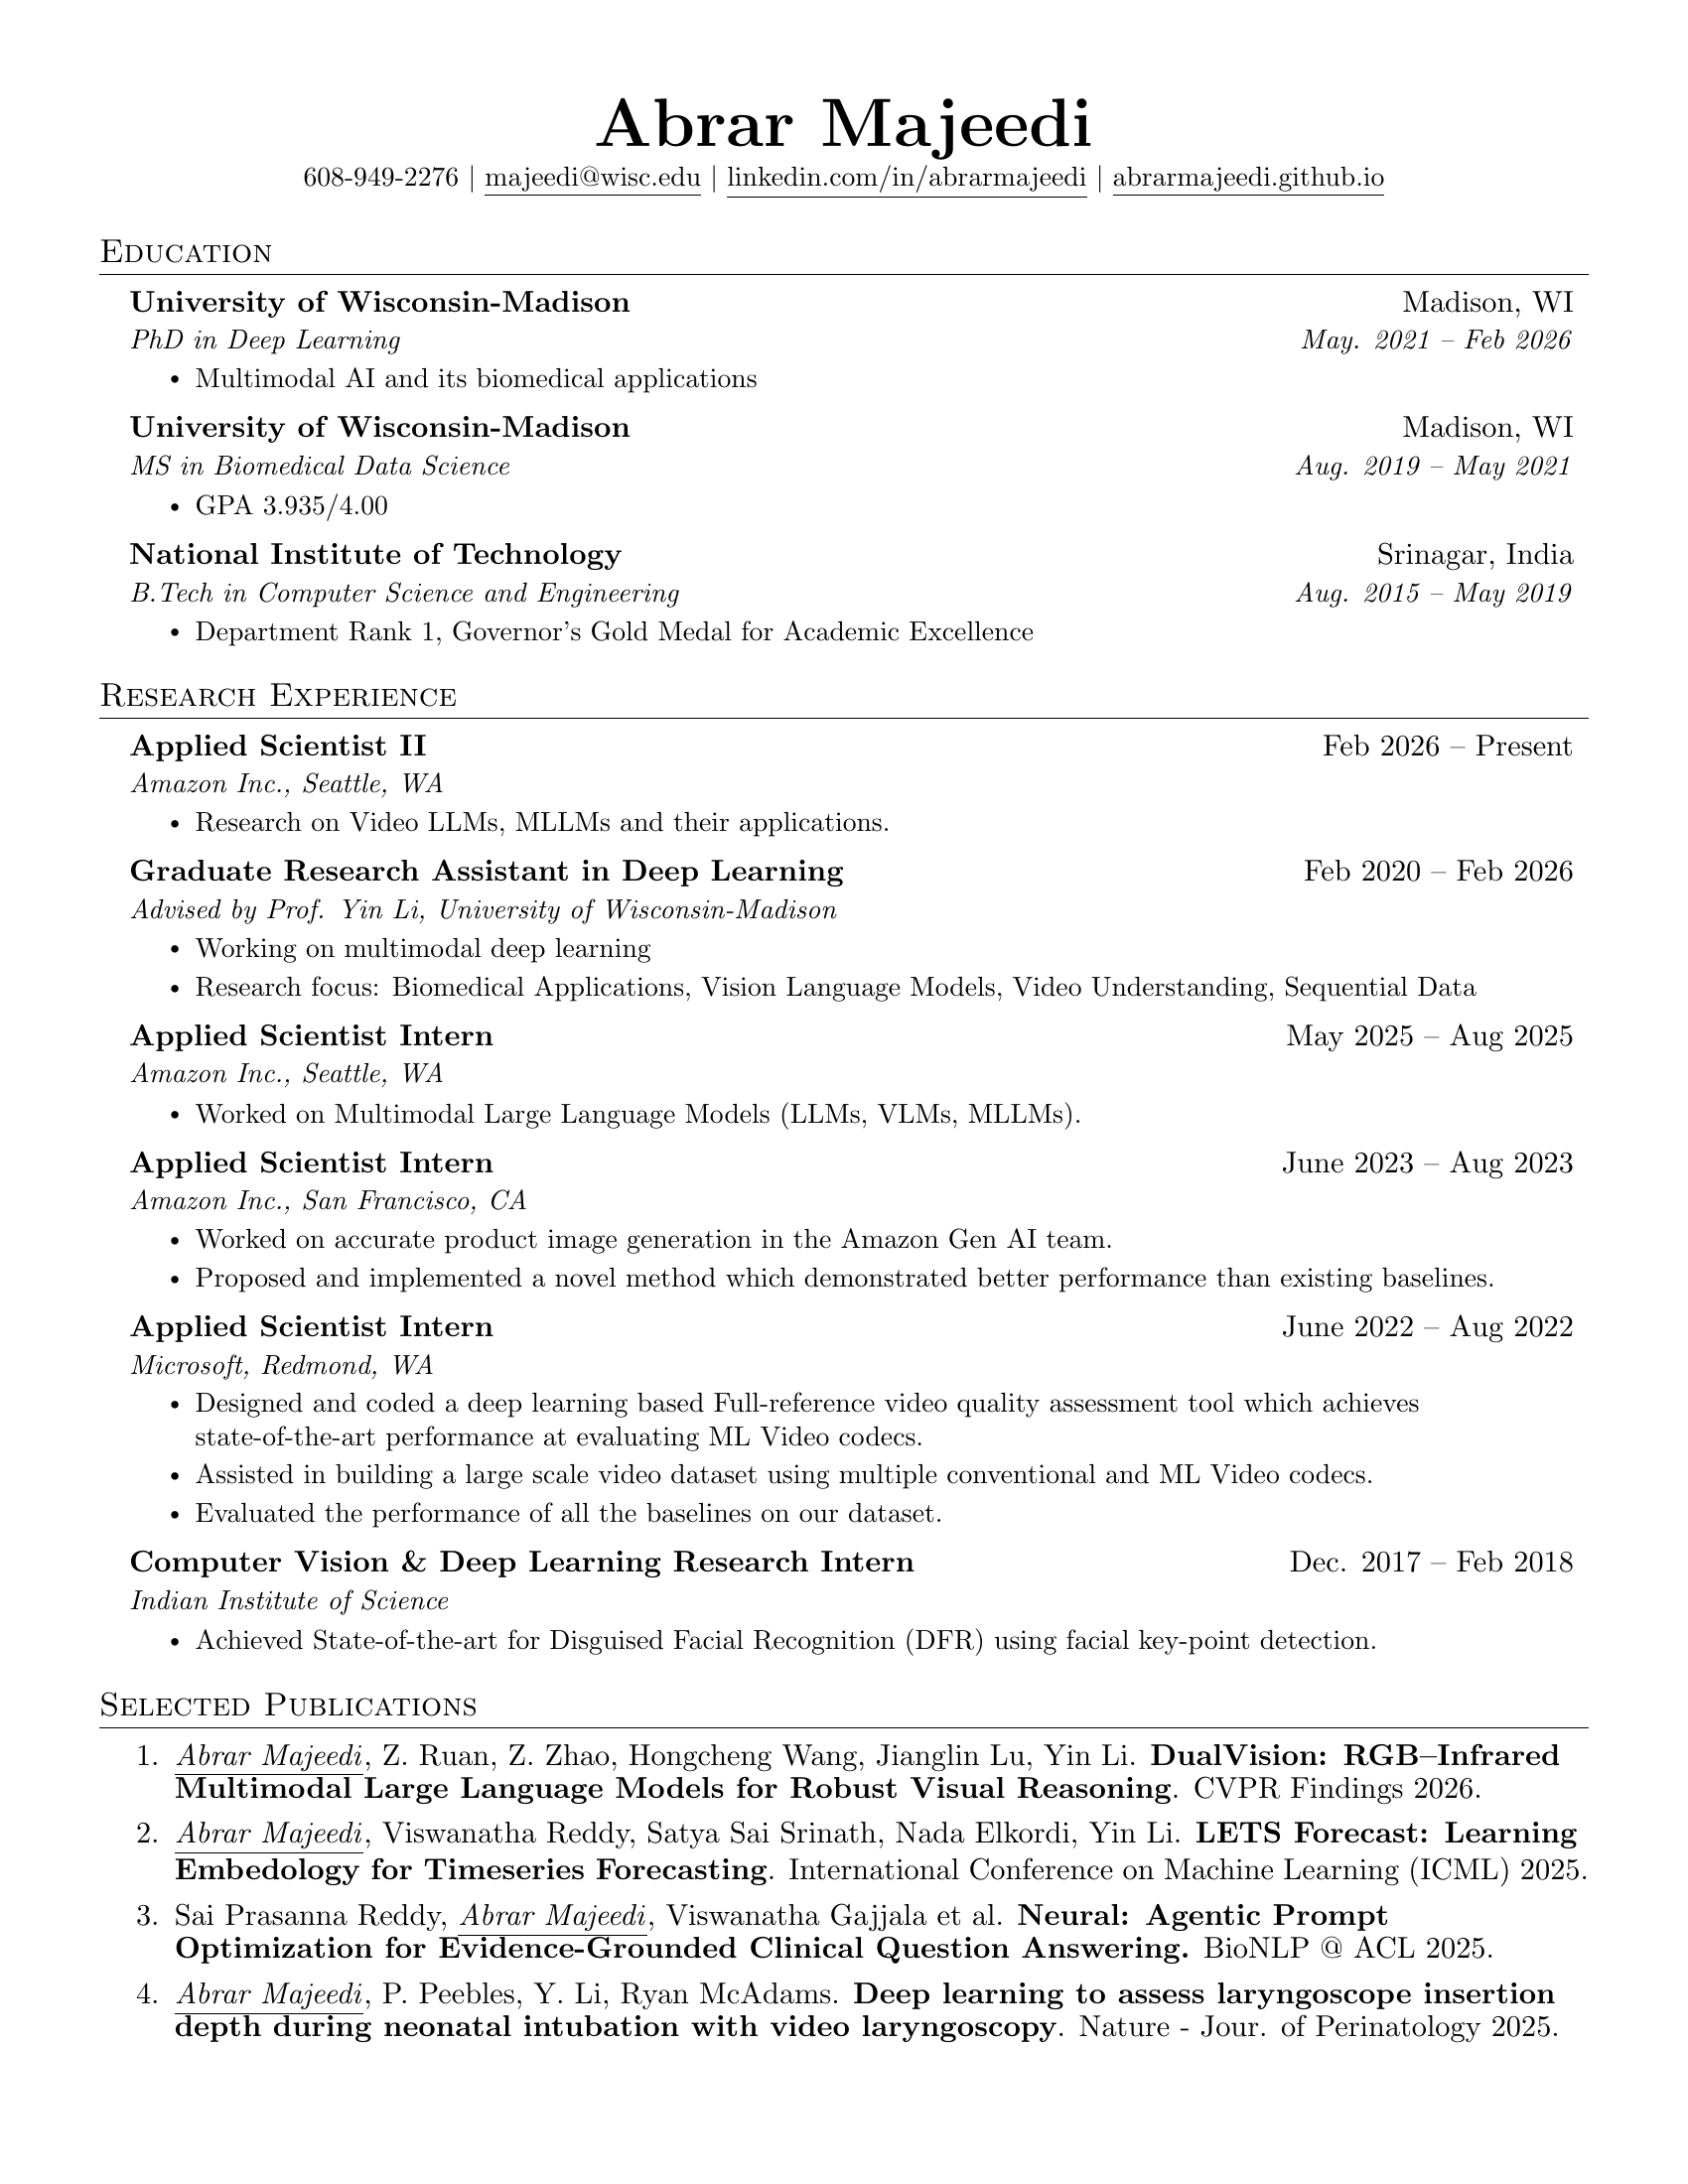 Abrar Majeedi
608-949-2276 | majeedi@wisc.edu | linkedin.com/in/abrarmajeedi | abrarmajeedi.github.io
Education
University of Wisconsin-Madison Madison, WI
PhD in Deep Learning May. 2021 – Feb 2026
• Multimodal AI and its biomedical applications
University of Wisconsin-Madison Madison, WI
MS in Biomedical Data Science Aug. 2019 – May 2021
• GPA 3.935/4.00
National Institute of Technology Srinagar, India
B.Tech in Computer Science and Engineering Aug. 2015 – May 2019
• Department Rank 1, Governor's Gold Medal for Academic Excellence
Research Experience
Applied Scientist II Feb 2026 – Present
Amazon Inc., Seattle, WA
• Research on Video LLMs, MLLMs and their applications.
Graduate Research Assistant in Deep Learning Feb 2020 – Feb 2026
Advised by Prof. Yin Li, University of Wisconsin-Madison
• Working on multimodal deep learning
• Research focus: Biomedical Applications, Vision Language Models, Video Understanding, Sequential Data
Applied Scientist Intern May 2025 – Aug 2025
Amazon Inc., Seattle, WA
• Worked on Multimodal Large Language Models (LLMs, VLMs, MLLMs).
Applied Scientist Intern June 2023 – Aug 2023
Amazon Inc., San Francisco, CA
• Worked on accurate product image generation in the Amazon Gen AI team.
• Proposed and implemented a novel method which demonstrated better performance than existing baselines.
Applied Scientist Intern June 2022 – Aug 2022
Microsoft, Redmond, WA
• Designed and coded a deep learning based Full-reference video quality assessment tool which achieves
state-of-the-art performance at evaluating ML Video codecs.
• Assisted in building a large scale video dataset using multiple conventional and ML Video codecs.
• Evaluated the performance of all the baselines on our dataset.
Computer Vision & Deep Learning Research Intern Dec. 2017 – Feb 2018
Indian Institute of Science
• Achieved State-of-the-art for Disguised Facial Recognition (DFR) using facial key-point detection.
Selected Publications
1. Abrar Majeedi, Z. Ruan, Z. Zhao, Hongcheng Wang, Jianglin Lu, Yin Li. DualVision: RGB–Infrared
Multimodal Large Language Models for Robust Visual Reasoning. CVPR Findings 2026.
2. Abrar Majeedi, Viswanatha Reddy, Satya Sai Srinath, Nada Elkordi, Yin Li. LETS Forecast: Learning
Embedology for Timeseries Forecasting. International Conference on Machine Learning (ICML) 2025.
3. Sai Prasanna Reddy, Abrar Majeedi, Viswanatha Gajjala et al. Neural: Agentic Prompt
Optimization for Evidence-Grounded Clinical Question Answering. BioNLP @ ACL 2025.
4. Abrar Majeedi, P. Peebles, Y. Li, Ryan McAdams. Deep learning to assess laryngoscope insertion
depth during neonatal intubation with video laryngoscopy. Nature - Jour. of Perinatology 2025.